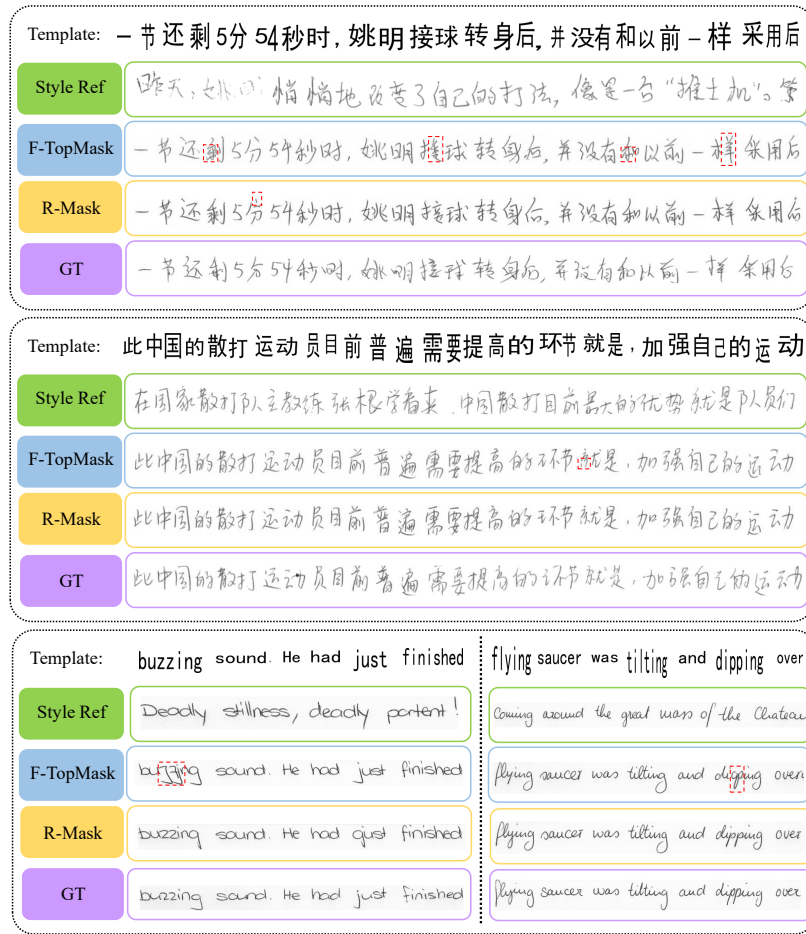 Template: 一节还剩5分54秒时, 姚明接球转身后, 并没有和以前一样 采用后
Style Ref 昨天, 姚明 悄悄地改变了自己的打法, 像是一台"推土机"。常
F-TopMask 一节还剩5分54秒时, 姚明接球转身后, 并没有和以前一样 采用后
R-Mask 一节还剩5分54秒时, 姚明接球转身后, 并没有和以前一样 采用后
GT 一节还剩5分54秒时, 姚明接球转身后, 并没有和以前一样 采用后
Template: 此中国的散打运动员目前普遍需要提高的环节就是, 加强自己的运动
Style Ref 在国家散打队主教练张根学看来, 中国散打目前最大的优势就是队员们
F-TopMask 此中国的散打运动员目前普遍需要提高的环节就是, 加强自己的运动
R-Mask 此中国的散打运动员目前普遍需要提高的环节就是, 加强自己的运动
GT 此中国的散打运动员目前普遍需要提高的环节就是, 加强自己的运动
Template: buzzing sound. He had just finished flying saucer was tilting and dipping over
Style Ref Deadly stillness, deadly portent! Coming around the great mass of the Chateau
F-TopMask buzzing sound. He had just finished flying saucer was tilting and dipping over
R-Mask buzzing sound. He had qust finished flying saucer was tilting and dipping over
GT buzzing sound. He had just finished flying saucer was tilting and dipping over